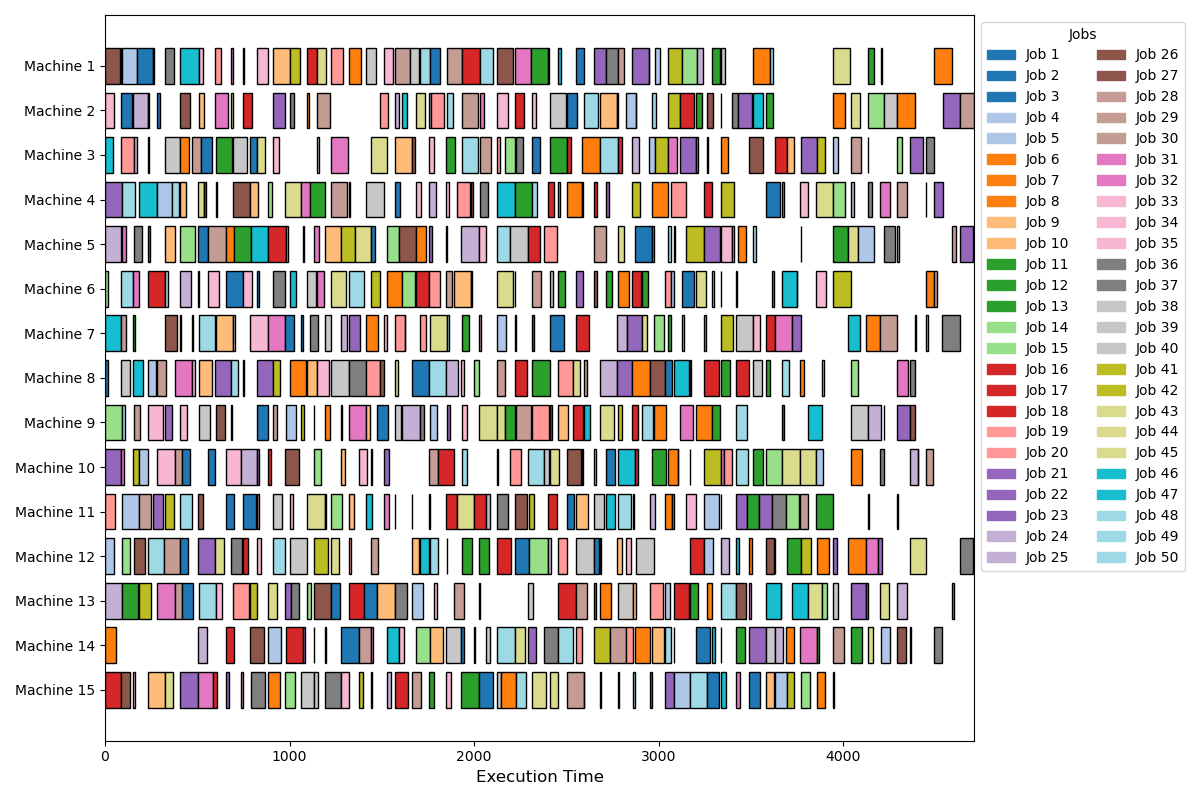 Machine 1
Machine 2
Machine 3
Machine 4
Machine 5
Machine 6
Machine 7
Machine 8
Machine 9
Machine 10
Machine 11
Machine 12
Machine 13
Machine 14
Machine 15
0 1000 2000 3000 4000
Execution Time
Jobs
Job 1 Job 26
Job 2 Job 27
Job 3 Job 28
Job 4 Job 29
Job 5 Job 30
Job 6 Job 31
Job 7 Job 32
Job 8 Job 33
Job 9 Job 34
Job 10 Job 35
Job 11 Job 36
Job 12 Job 37
Job 13 Job 38
Job 14 Job 39
Job 15 Job 40
Job 16 Job 41
Job 17 Job 42
Job 18 Job 43
Job 19 Job 44
Job 20 Job 45
Job 21 Job 46
Job 22 Job 47
Job 23 Job 48
Job 24 Job 49
Job 25 Job 50